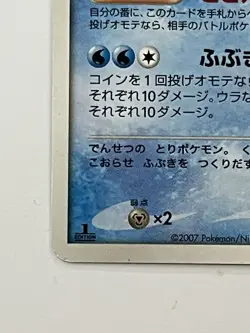 自分の番に、このカードを手札から
投げオモテなら、相手のバトルポケ
ふぶき
コインを1回投げオモテ
それぞれ10ダメージ。ウラな
それぞれ10ダメージ。
でんせつの とりポケモン。
こおらせ ふぶきを つくりだす
弱点
×2
1
EDITION
©2007 Pokémon/Ni